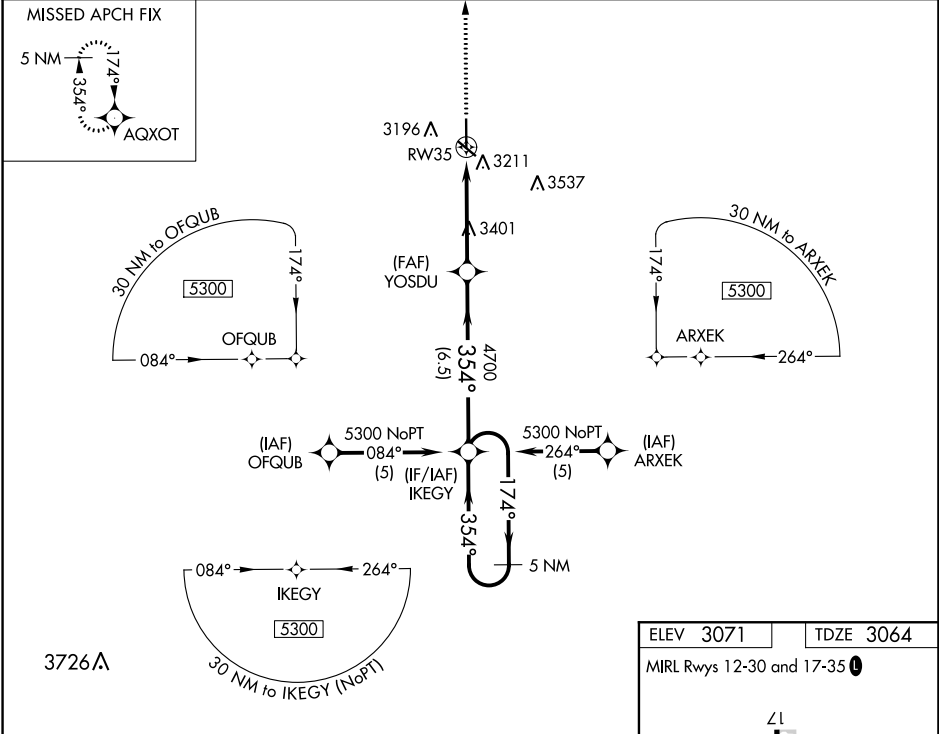 MISSED APCH FIX
5 NM
174°
354°
AQXOT
3196
RW35
3211
3537
3401
(FAF)
YOSDU
30 NM to OFQUB
174°
5300
OFQUB
084°
30 NM to ARXEK
174°
5300
ARXEK
264°
4700
354°
(6.5)
(IAF)
OFQUB
5300 NoPT
084°
(5)
(IF/IAF)
IKEGY
5300 NoPT
264°
(5)
(IAF)
ARXEK
174°
354°
5 NM
084°
264°
IKEGY
5300
30 NM to IKEGY (NoPT)
3726
ELEV 3071
TDZE 3064
MIRL Rwys 12-30 and 17-35 L
17